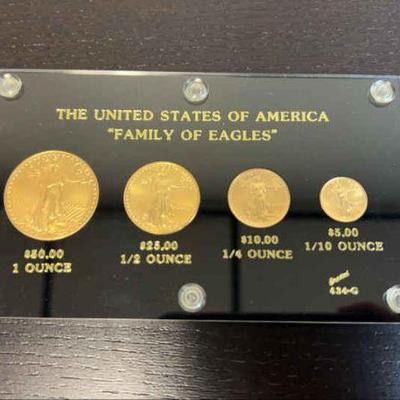 THE UNITED STATES OF AMERICA
"FAMILY OF EAGLES"
$50.00
1 OUNCE
$25.00
1/2 OUNCE
$10.00
1/4 OUNCE
$5.00
1/10 OUNCE
434-G